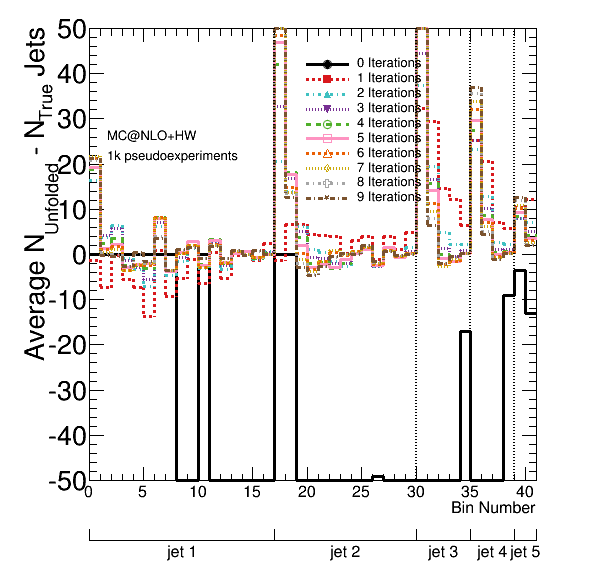 Average N_Unfolded - N_True Jets
50
40
30
20
10
0
-10
-20
-30
-40
-50
MC@NLO+HW
1k pseudoexperiments
0 Iterations
1 Iterations
2 Iterations
3 Iterations
4 Iterations
5 Iterations
6 Iterations
7 Iterations
8 Iterations
9 Iterations
0 5 10 15 20 25 30 35 40
Bin Number
jet 1 jet 2 jet 3 jet 4 jet 5